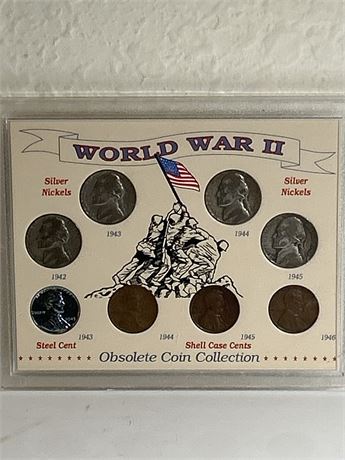 WORLD WAR II
Silver Nickels
Silver Nickels
1943
1944
1942
1945
1943
1944
1945
1946
Steel Cent
Shell Case Cents
Obsolete Coin Collection